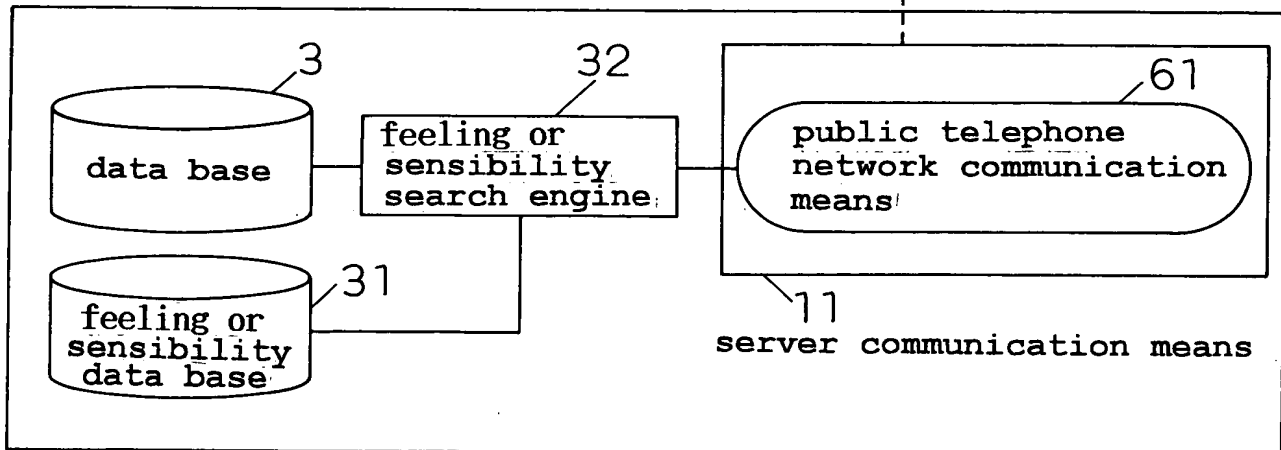 3
data base
32
feeling or
sensibility
search engine
61
public telephone
network communication
means
31
feeling or
sensibility
data base
11
server communication means